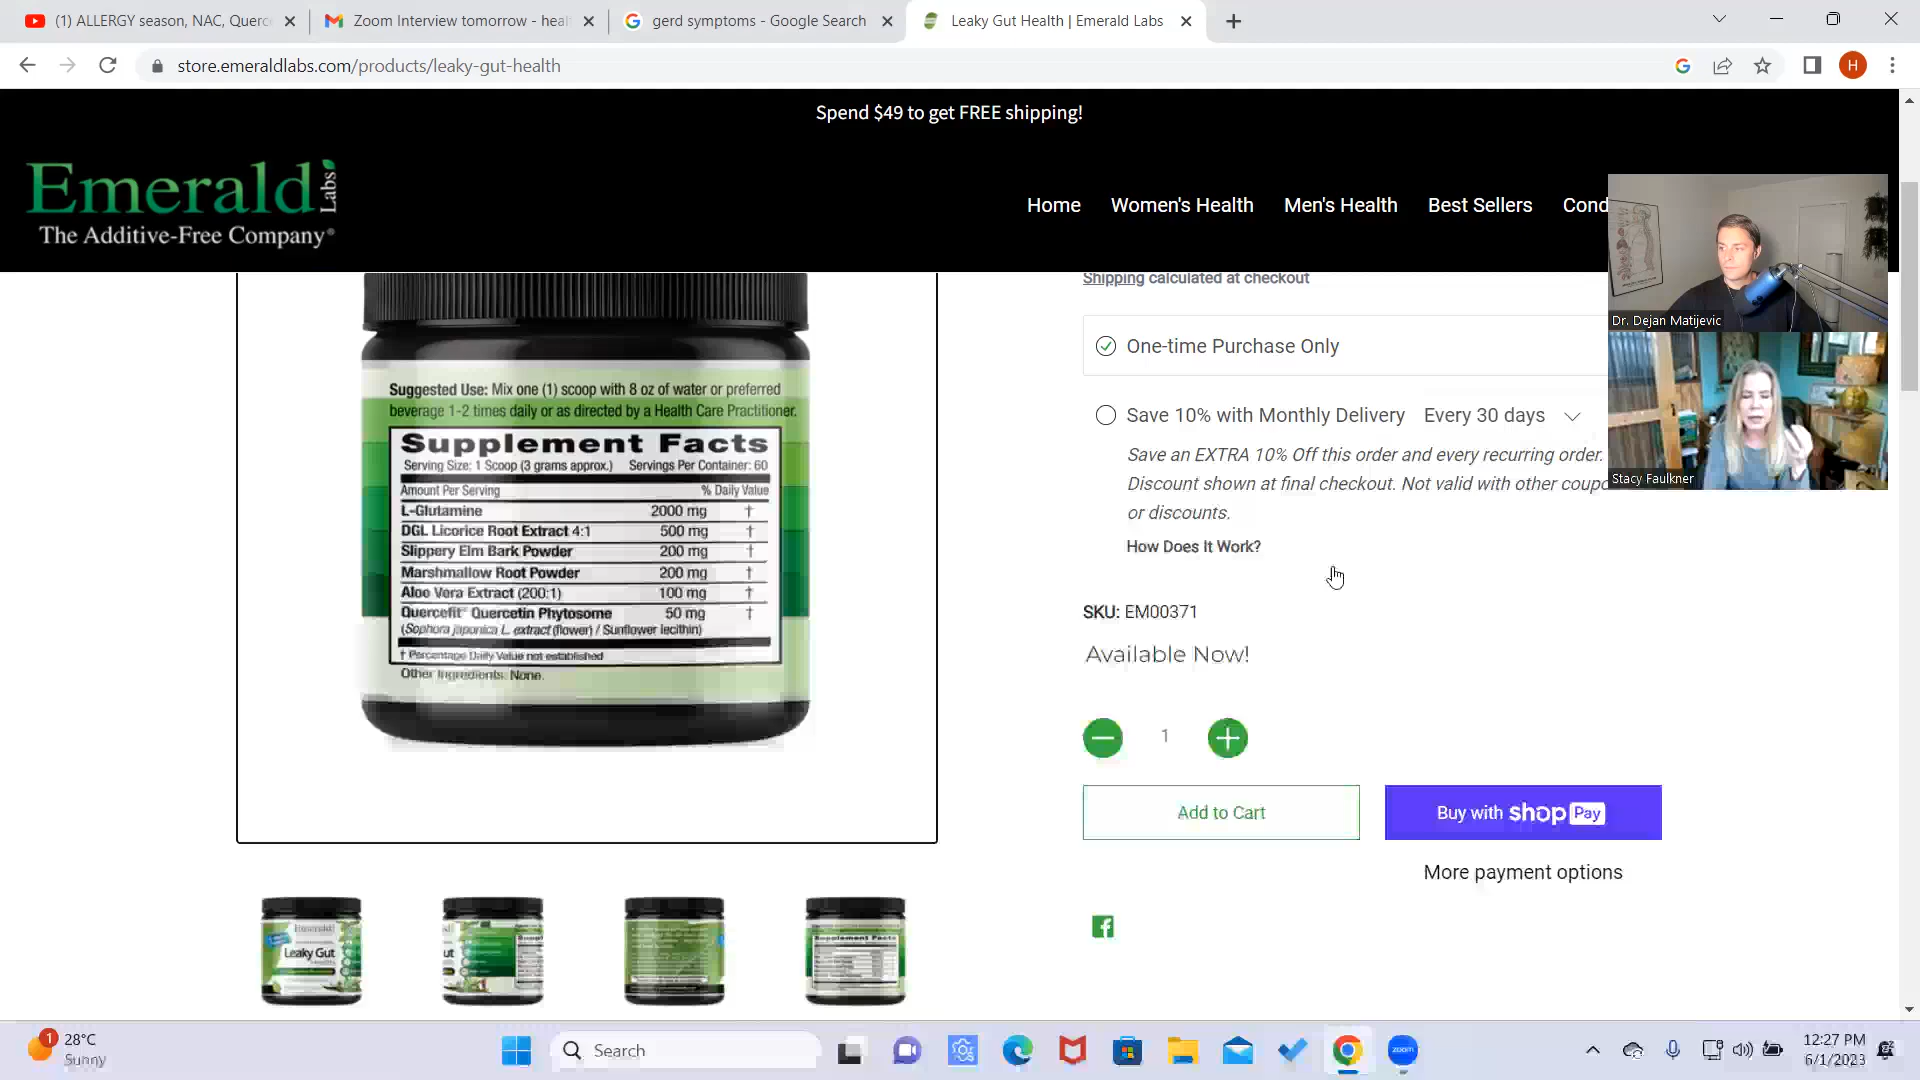 (1) ALLERGY season, NAC, Querc
Zoom Interview tomorrow - heal
gerd symptoms - Google Search
Leaky Gut Health | Emerald Labs
store.emeraldlabs.com/products/leaky-gut-health
H
Spend $49 to get FREE shipping!
Emerald Labs
The Additive-Free Company®
Home
Women's Health
Men's Health
Best Sellers
Cond
Dr. Dejan Matijevic
Stacy Faulkner
Shipping calculated at checkout
One-time Purchase Only
Save 10% with Monthly Delivery Every 30 days
Save an EXTRA 10% Off this order and every recurring order.
Discount shown at final checkout. Not valid with other coupo
or discounts.
How Does It Work?
SKU: EM00371
Available Now!
1
Add to Cart
Buy with shop Pay
More payment options
Suggested Use: Mix one (1) scoop with 8 oz of water or preferred
beverage 1-2 times daily or as directed by a Health Care Practitioner.
Supplement Facts
Serving Size: 1 Scoop (3 grams approx.) Servings Per Container: 60
Amount Per Serving % Daily Value
L-Glutamine 2000 mg †
DGL Licorice Root Extract 4:1 500 mg †
Slippery Elm Bark Powder 200 mg †
Marshmallow Root Powder 200 mg †
Aloe Vera Extract (200:1) 100 mg †
Quercefit Quercetin Phytosome 50 mg †
(Sophora japonica L. extract (flower) / Sunflower lecithin)
† Percentage Daily Value not established
Other Ingredients: None.
Emerald
Leaky Gut
ut
Supplement Facts
1
28°C
Sunny
Search
zoom
12:27 PM
6/1/2023